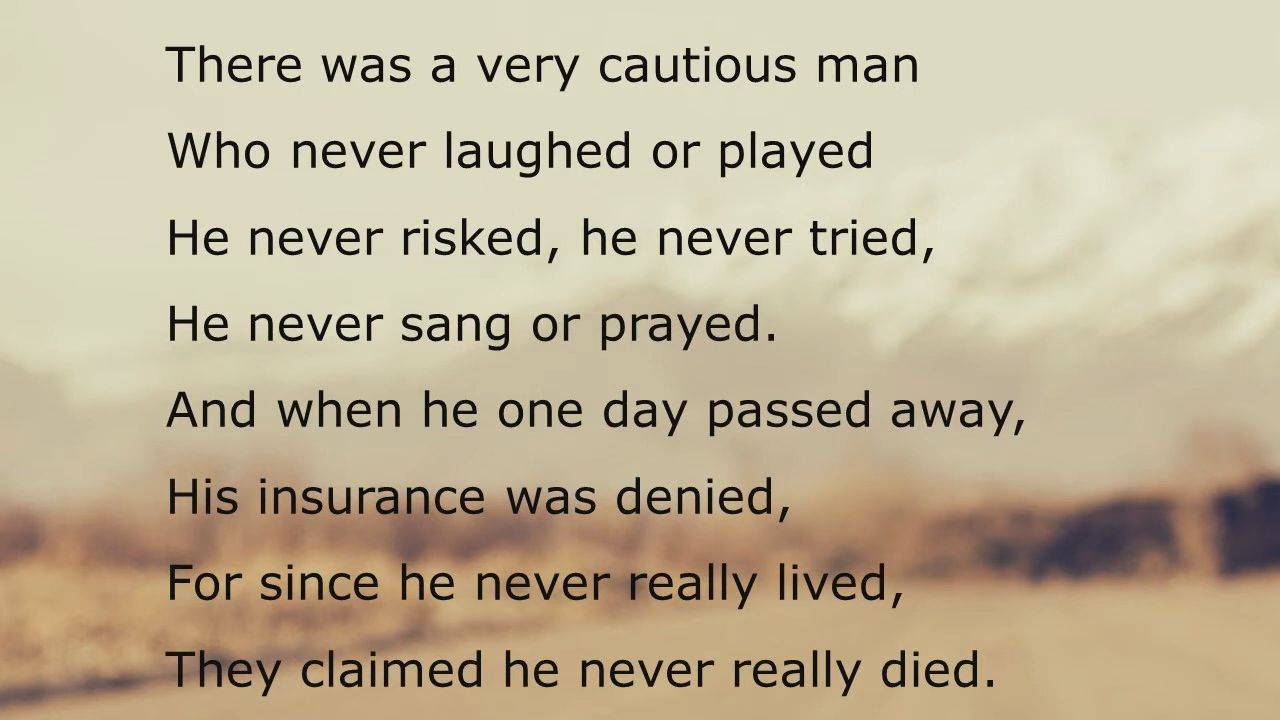 There was a very cautious man
Who never laughed or played
He never risked, he never tried,
He never sang or prayed.
And when he one day passed away,
His insurance was denied,
For since he never really lived,
They claimed he never really died.